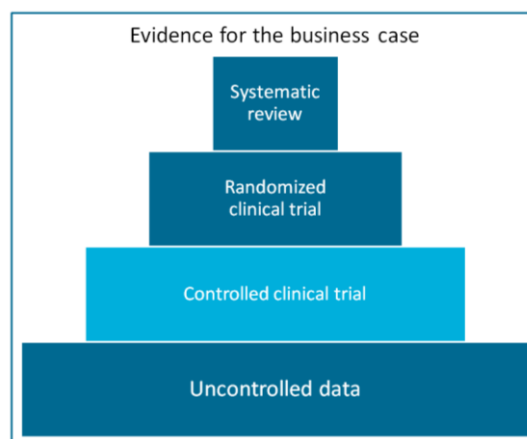 Evidence for the business case
Systematic
review
Randomized
clinical trial
Controlled clinical trial
Uncontrolled data